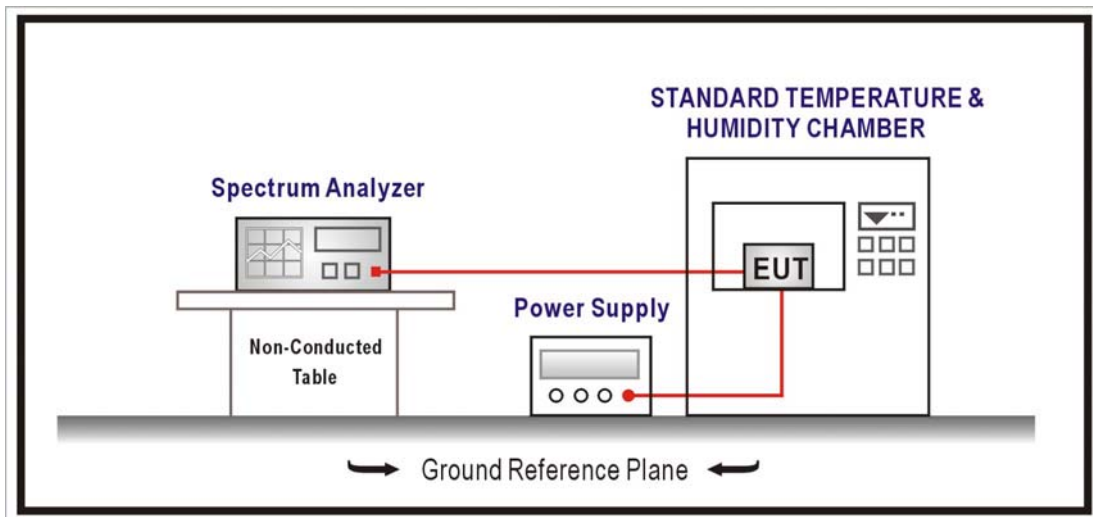 STANDARD TEMPERATURE &
HUMIDITY CHAMBER
Spectrum Analyzer
EUT
Power Supply
Non-Conducted
Table
Ground Reference Plane